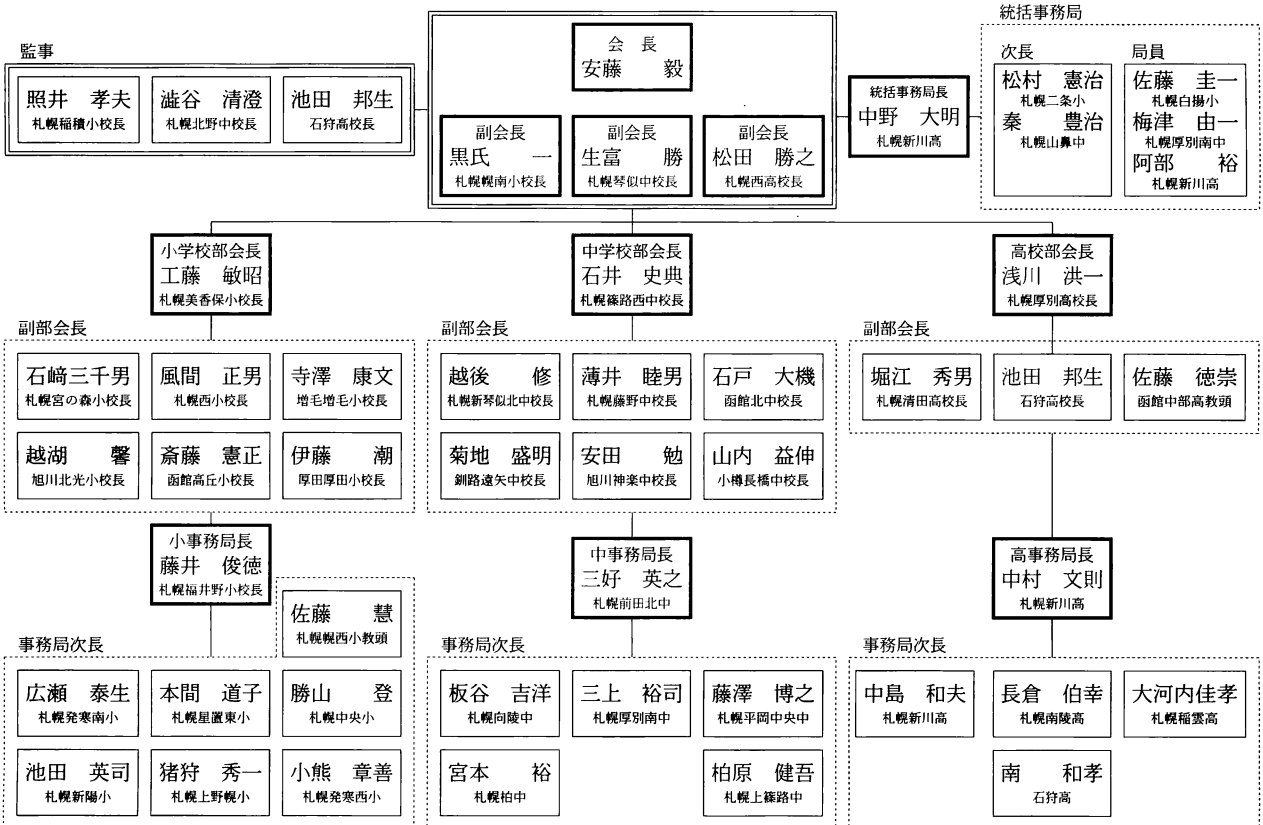 監事
照井 孝夫
札幌稲積小校長
澁谷 清澄
札幌北野中校長
池田 邦生
石狩高校長
会 長
安藤 毅
副会長
黒氏 一
札幌幌南小校長
副会長
生富 勝
札幌琴似中校長
副会長
松田 勝之
札幌西高校長
統括事務局長
中野 大明
札幌新川高
統括事務局
次長
松村 憲治
札幌二条小
秦 豊治
札幌山鼻中
局員
佐藤 圭一
札幌白揚小
梅津 由一
札幌厚別南中
阿部 裕
札幌新川高
小学校部会長
工藤 敏昭
札幌美香保小校長
中学校部会長
石井 史典
札幌篠路西中校長
高校部会長
浅川 洪一
札幌厚別高校長
副部会長
石﨑三千男
札幌宮の森小校長
風間 正男
札幌西小校長
寺澤 康文
増毛増毛小校長
越湖 馨
旭川北光小校長
斎藤 憲正
函館高丘小校長
伊藤 潮
厚田厚田小校長
副部会長
越後 修
札幌新琴似北中校長
薄井 睦男
札幌藤野中校長
石戸 大機
函館北中校長
菊地 盛明
釧路遠矢中校長
安田 勉
旭川神楽中校長
山内 益伸
小樽長橋中校長
副部会長
堀江 秀男
札幌清田高校長
池田 邦生
石狩高校長
佐藤 徳崇
函館中部高教頭
小事務局長
藤井 俊徳
札幌福井野小校長
中事務局長
三好 英之
札幌前田北中
高事務局長
中村 文則
札幌新川高
事務局次長
佐藤 慧
札幌幌西小教頭
広瀬 泰生
札幌発寒南小
本間 道子
札幌星置東小
勝山 登
札幌中央小
池田 英司
札幌新陽小
猪狩 秀一
札幌上野幌小
小熊 章善
札幌発寒西小
事務局次長
板谷 吉洋
札幌向陵中
三上 裕司
札幌厚別南中
藤澤 博之
札幌平岡中央中
宮本 裕
札幌柏中
柏原 健吾
札幌上篠路中
事務局次長
中島 和夫
札幌新川高
長倉 伯幸
札幌南陵高
大河内佳孝
札幌稲雲高
南 和孝
石狩高